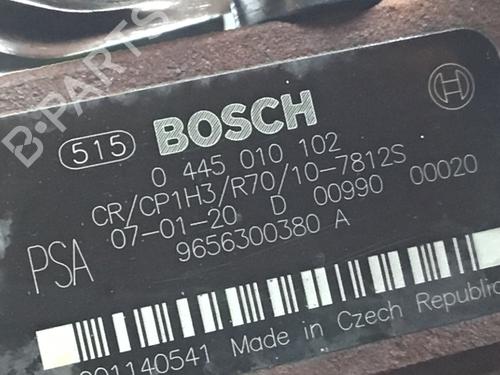 B-PARTS
515 BOSCH
0 445 010 102
CR/CP1H3/R70/10-7812S
07-01-20 D 00990 00020
PSA 9656300380 A
001140541 Made in Czech Republic